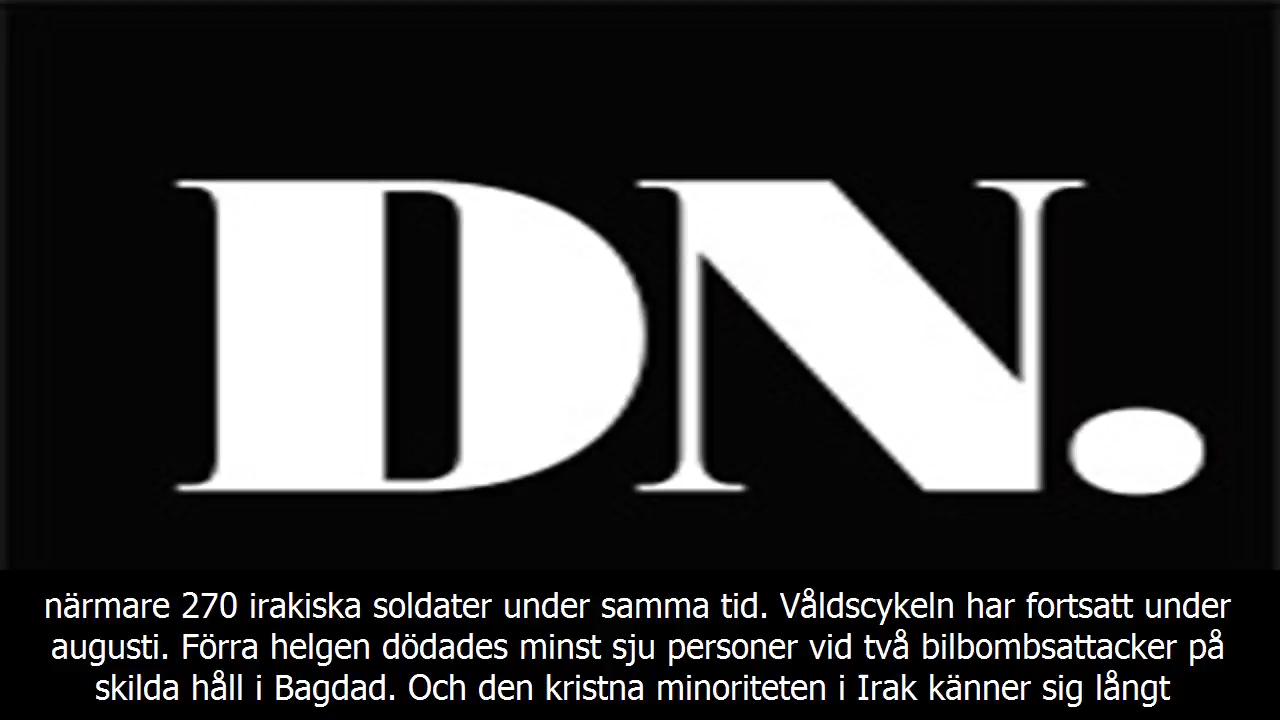 DN.
närmare 270 irakiska soldater under samma tid. Våldscykeln har fortsatt under
augusti. Förra helgen dödades minst sju personer vid två bilbombsattacker på
skilda håll i Bagdad. Och den kristna minoriteten i Irak känner sig långt